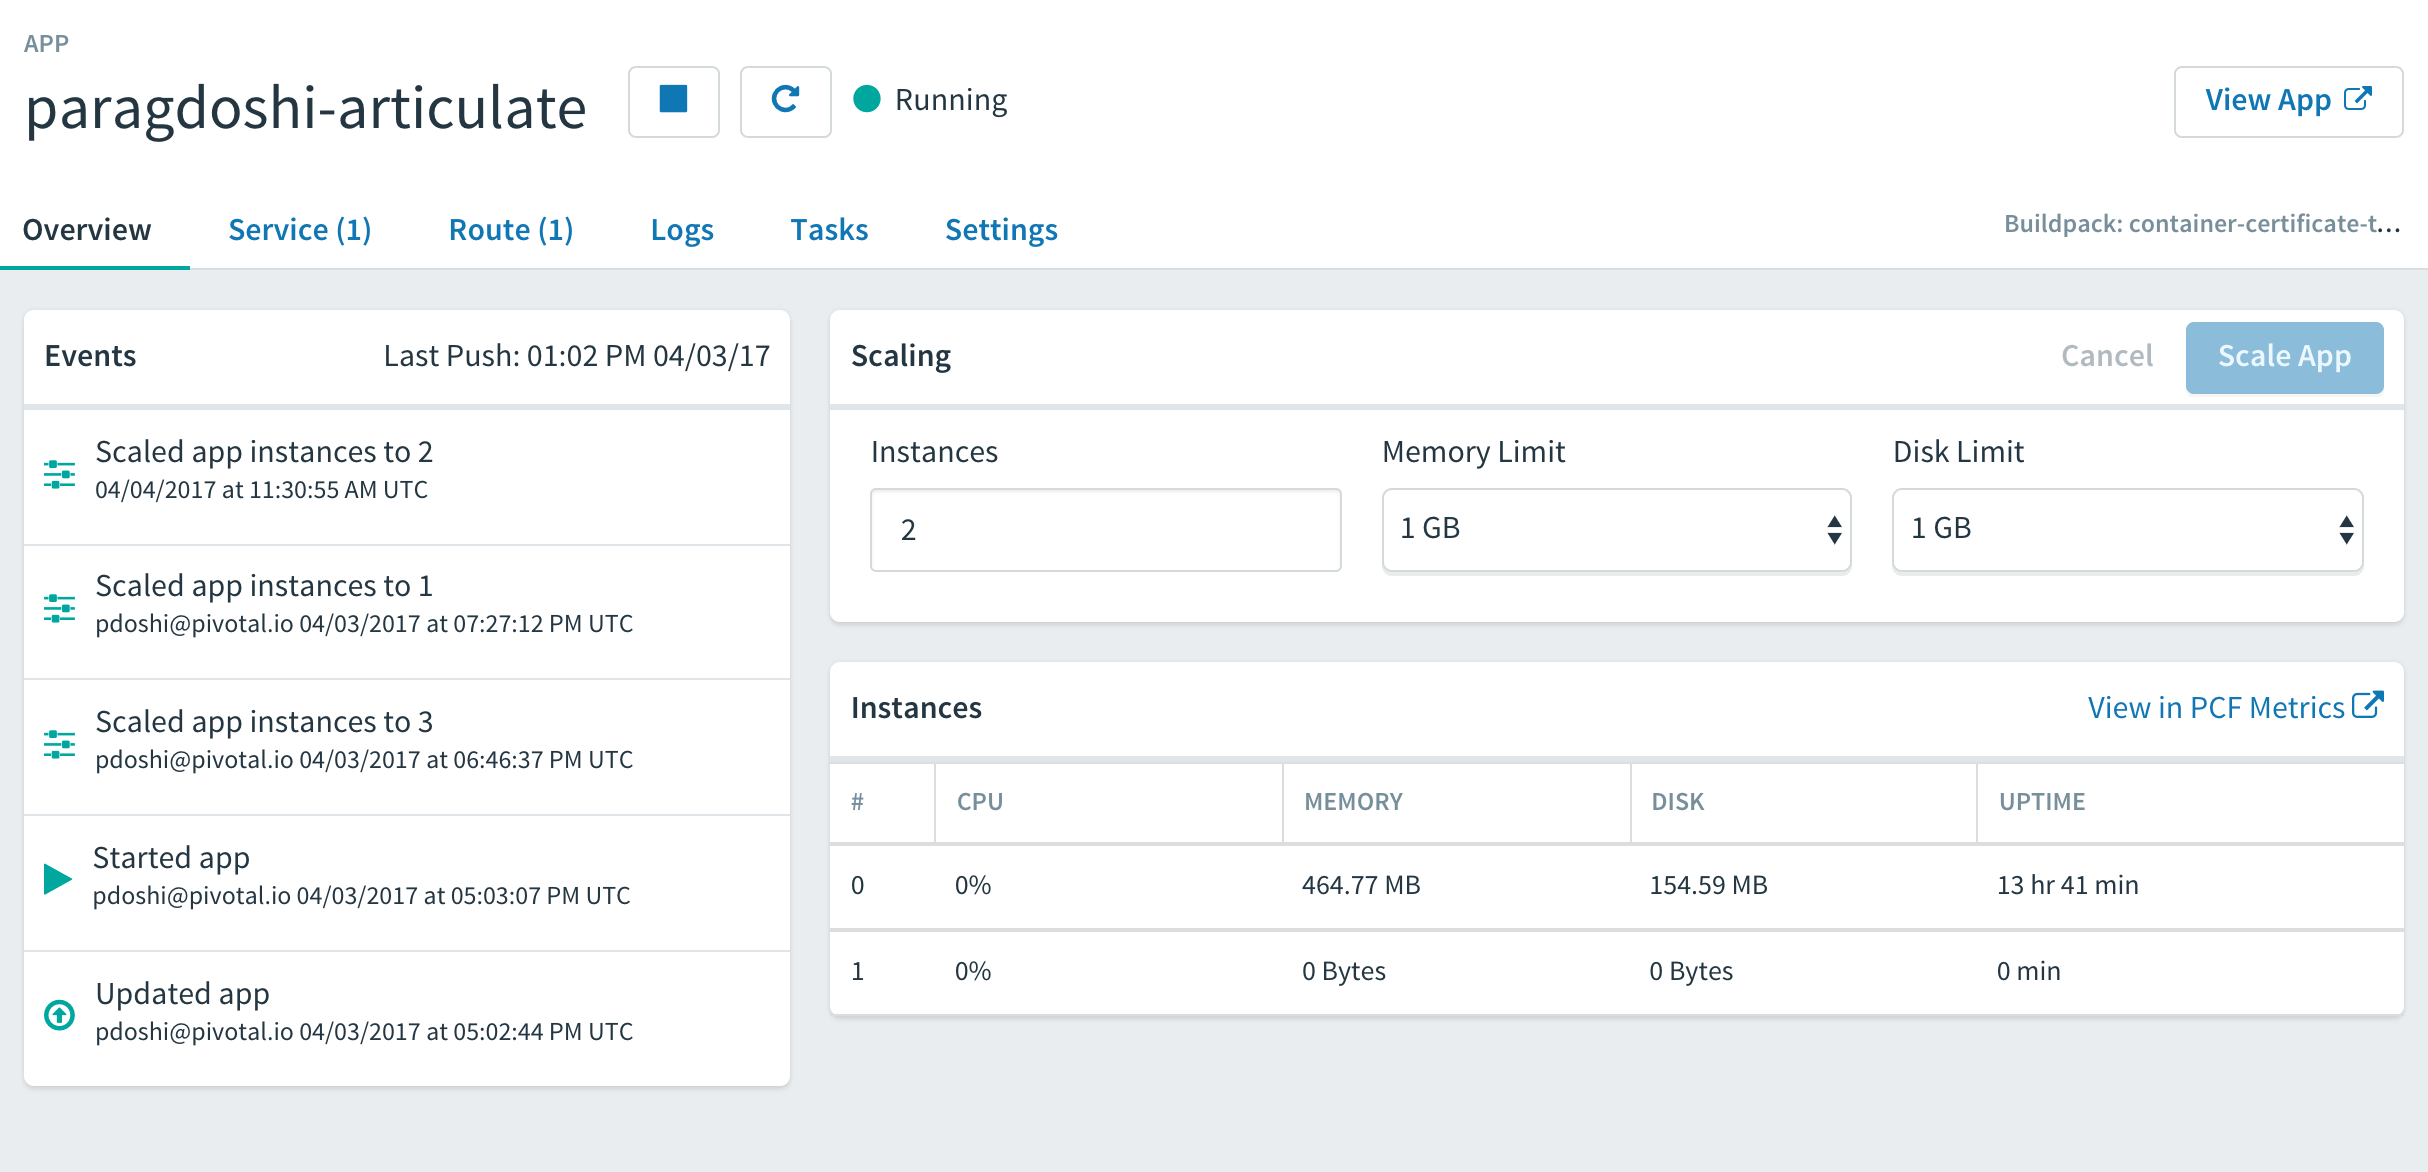 APP
paragdoshi-articulate
Running
View App
Overview Service (1) Route (1) Logs Tasks Settings
Buildpack: container-certificate-t...
Events Last Push: 01:02 PM 04/03/17
Scaled app instances to 2
04/04/2017 at 11:30:55 AM UTC
Scaled app instances to 1
pdoshi@pivotal.io 04/03/2017 at 07:27:12 PM UTC
Scaled app instances to 3
pdoshi@pivotal.io 04/03/2017 at 06:46:37 PM UTC
Started app
pdoshi@pivotal.io 04/03/2017 at 05:03:07 PM UTC
Updated app
pdoshi@pivotal.io 04/03/2017 at 05:02:44 PM UTC
Scaling Cancel Scale App
Instances Memory Limit Disk Limit
2 1 GB 1 GB
Instances View in PCF Metrics
# CPU MEMORY DISK UPTIME
0 0% 464.77 MB 154.59 MB 13 hr 41 min
1 0% 0 Bytes 0 Bytes 0 min